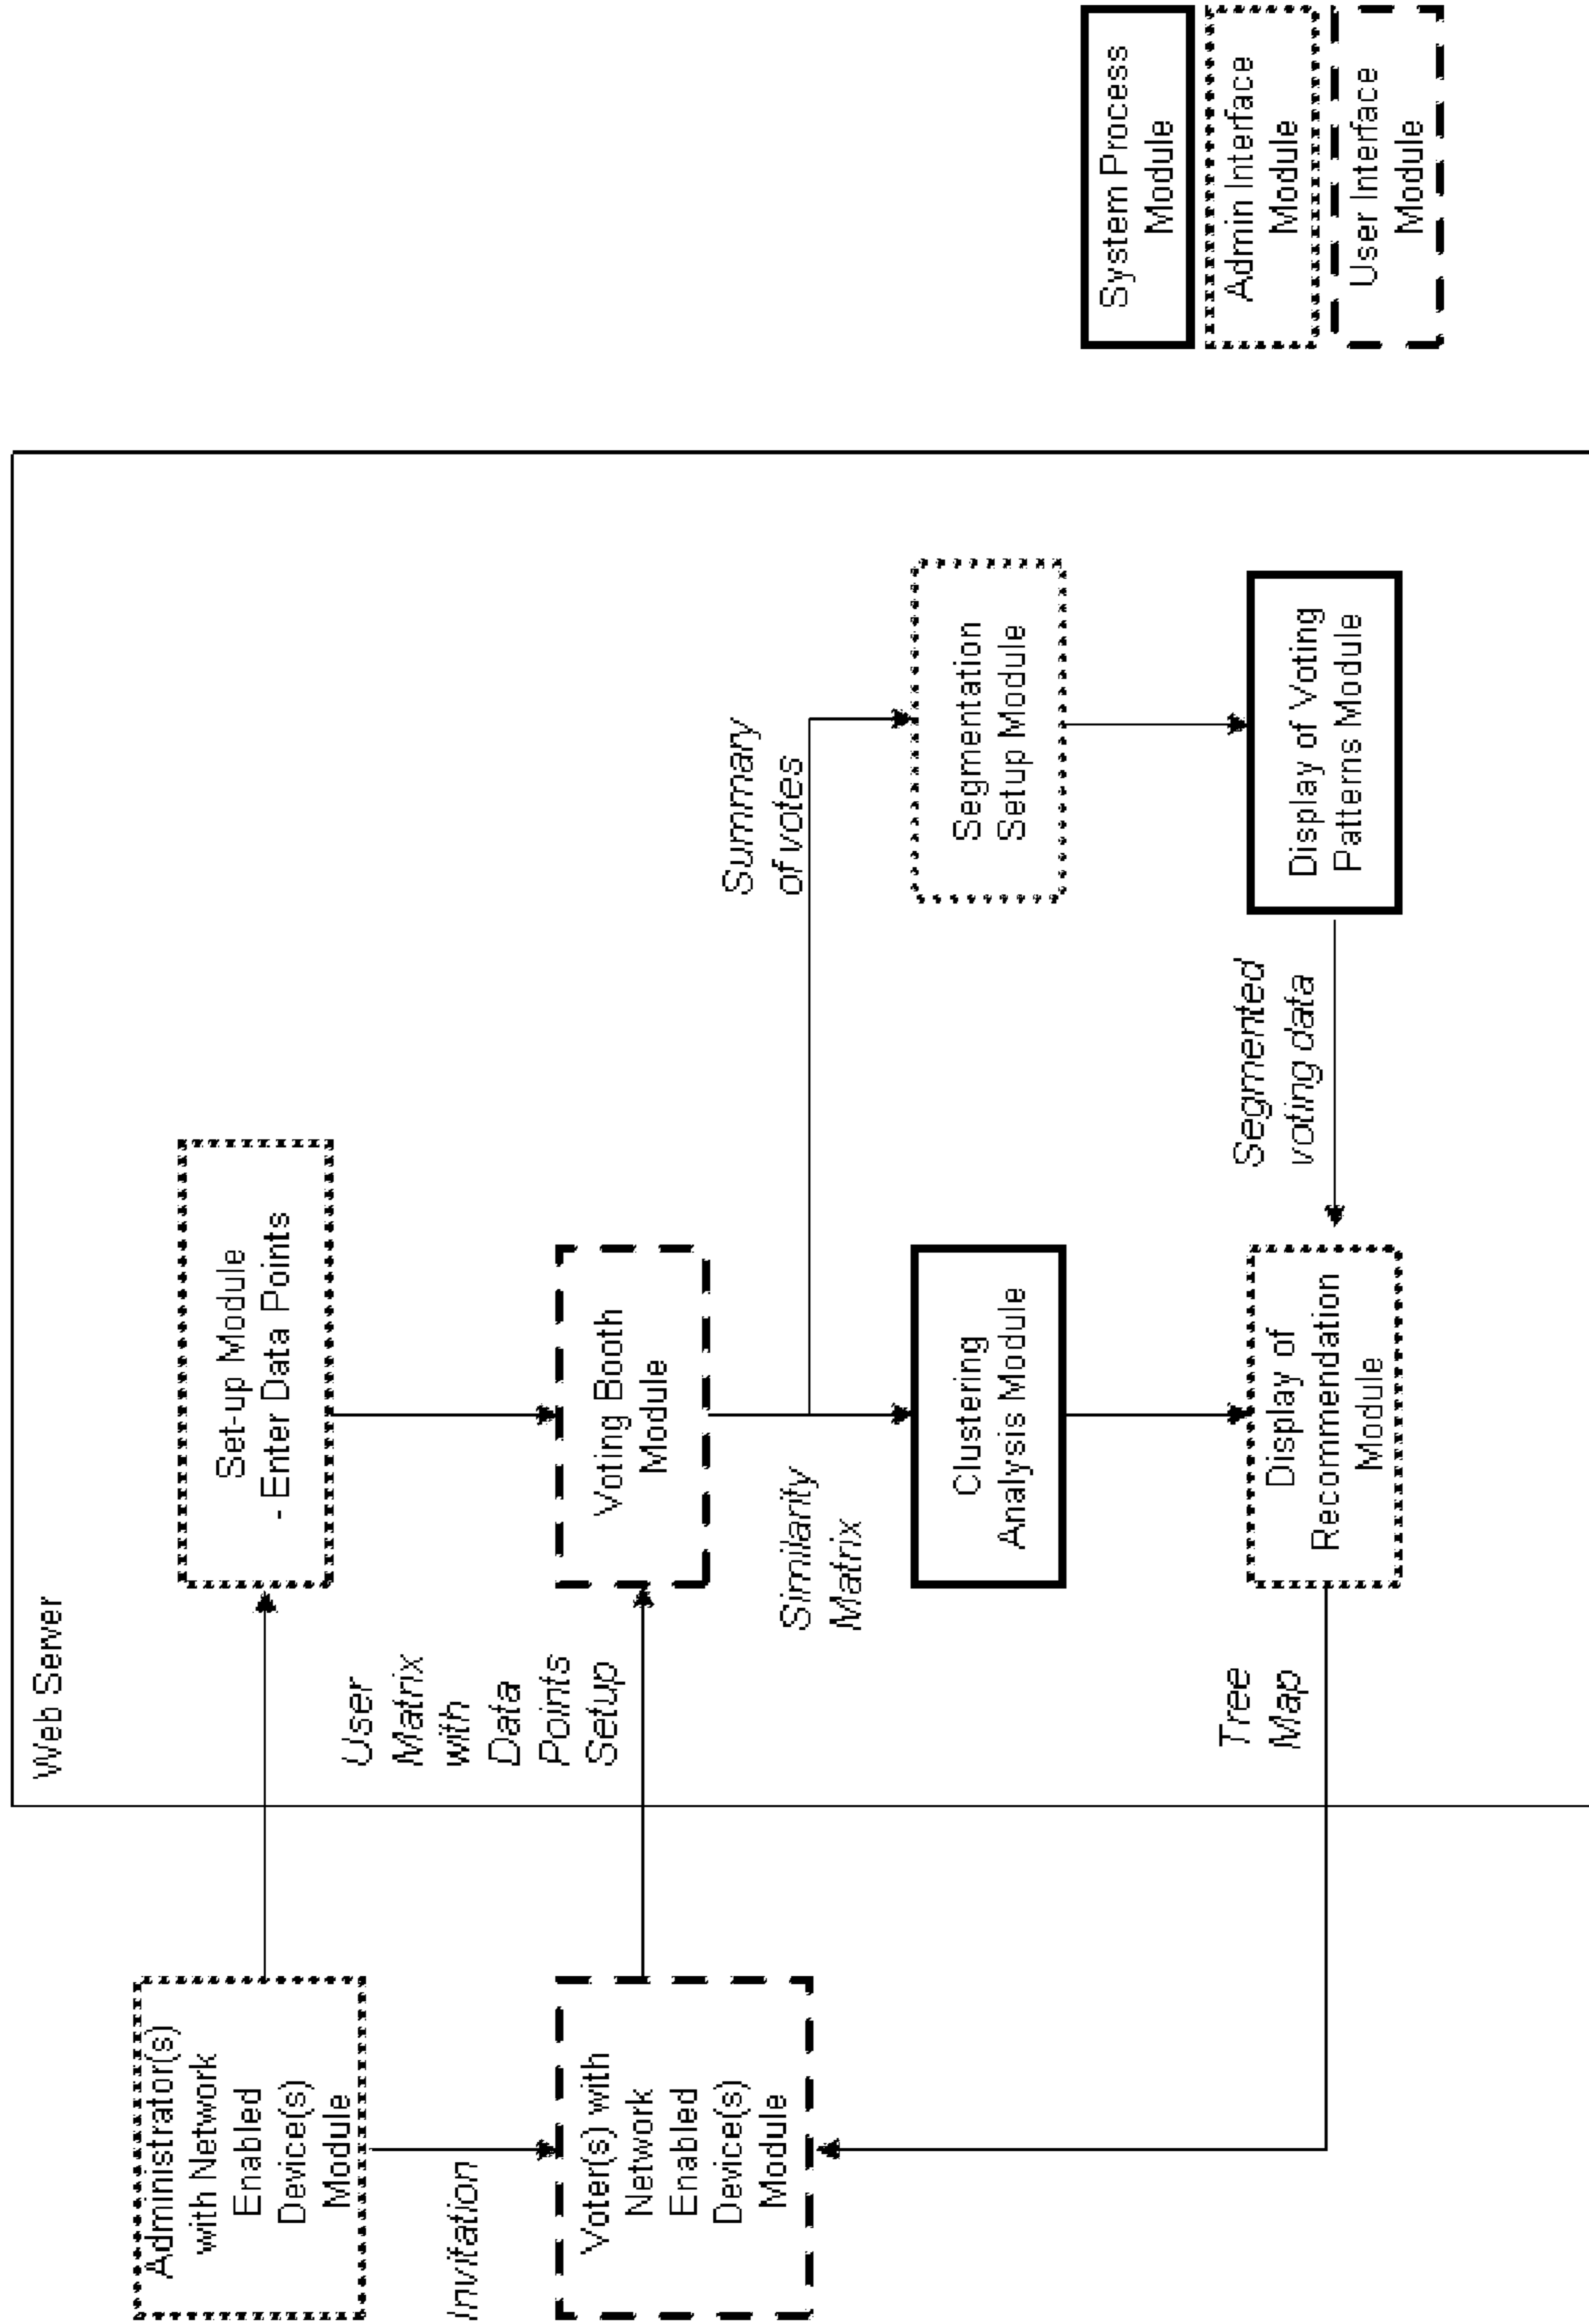 Web Server
Administrator(s)
with Network
Enabled
Device(s)
Module
Set-up Module
- Enter Data Points
Invitation
User
Matrix
with
Data
Points
Setup
Voter(s) with
Network
Enabled
Device(s)
Module
Voting Booth
Module
Similarity
Matrix
Summary
of votes
Clustering
Analysis Module
Segmentation
Setup Module
Tree
Map
Display of
Recommendation
Module
Segmented
voting data
Display of Voting
Patterns Module
System Process
Module
Admin Interface
Module
User Interface
Module